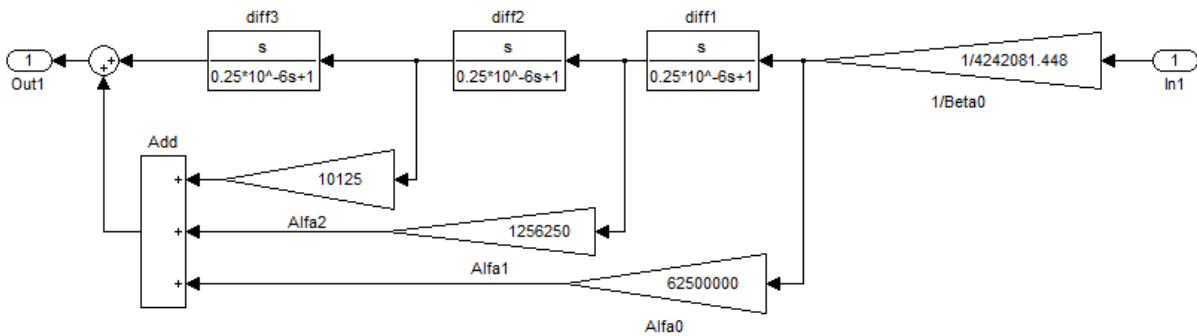 diff3
diff2
diff1
1
Out1
+
+
s
0.25*10^-6s+1
s
0.25*10^-6s+1
s
0.25*10^-6s+1
1/4242081.448
1/Beta0
1
In1
Add
+
10125
+
Alfa2
1256250
+
Alfa1
62500000
Alfa0